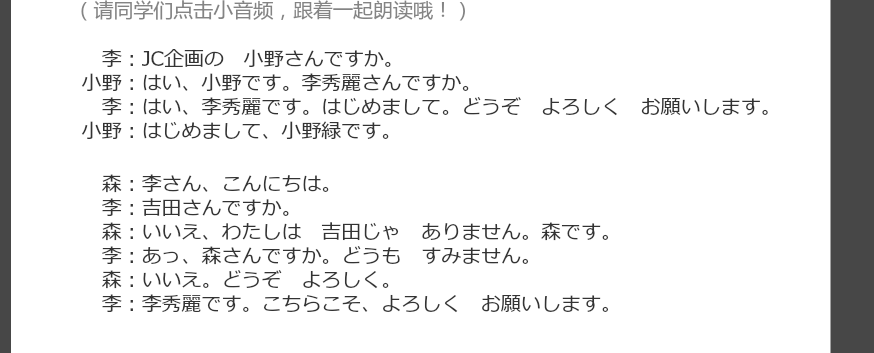 （请同学们点击小音频，跟着一起朗读哦！）
李：JC企画の　小野さんですか。
小野：はい、小野です。李秀麗さんですか。
李：はい、李秀麗です。はじめまして。どうぞ　よろしく　お願いします。
小野：はじめまして、小野緑です。
森：李さん、こんにちは。
李：吉田さんですか。
森：いいえ、わたしは　吉田じゃ　ありません。森です。
李：あっ、森さんですか。どうも　すみません。
森：いいえ。どうぞ　よろしく。
李：李秀麗です。こちらこそ、よろしく　お願いします。